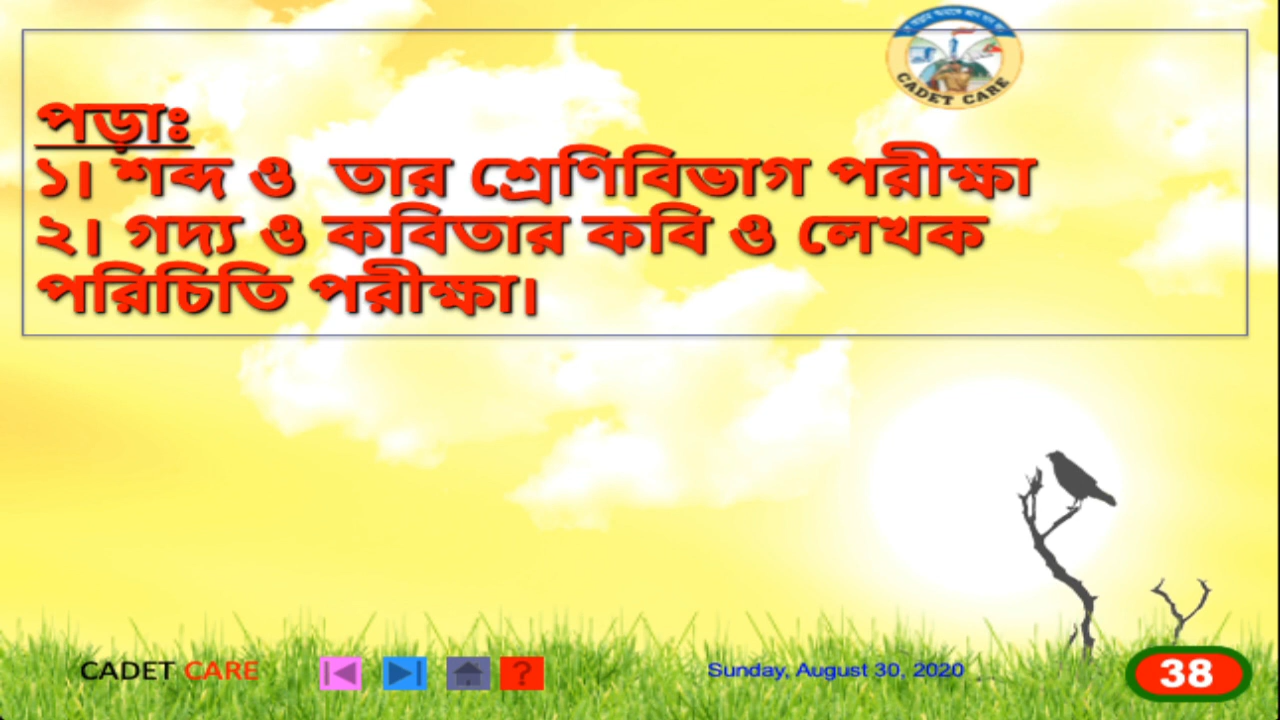 CADET CARE
পড়াঃ
১। শব্দ ও তার শ্রেণিবিভাগ পরীক্ষা
২। গদ্য ও কবিতার কবি ও লেখক
পরিচিতি পরীক্ষা।
CADET CARE
?
Sunday, August 30, 2020
38